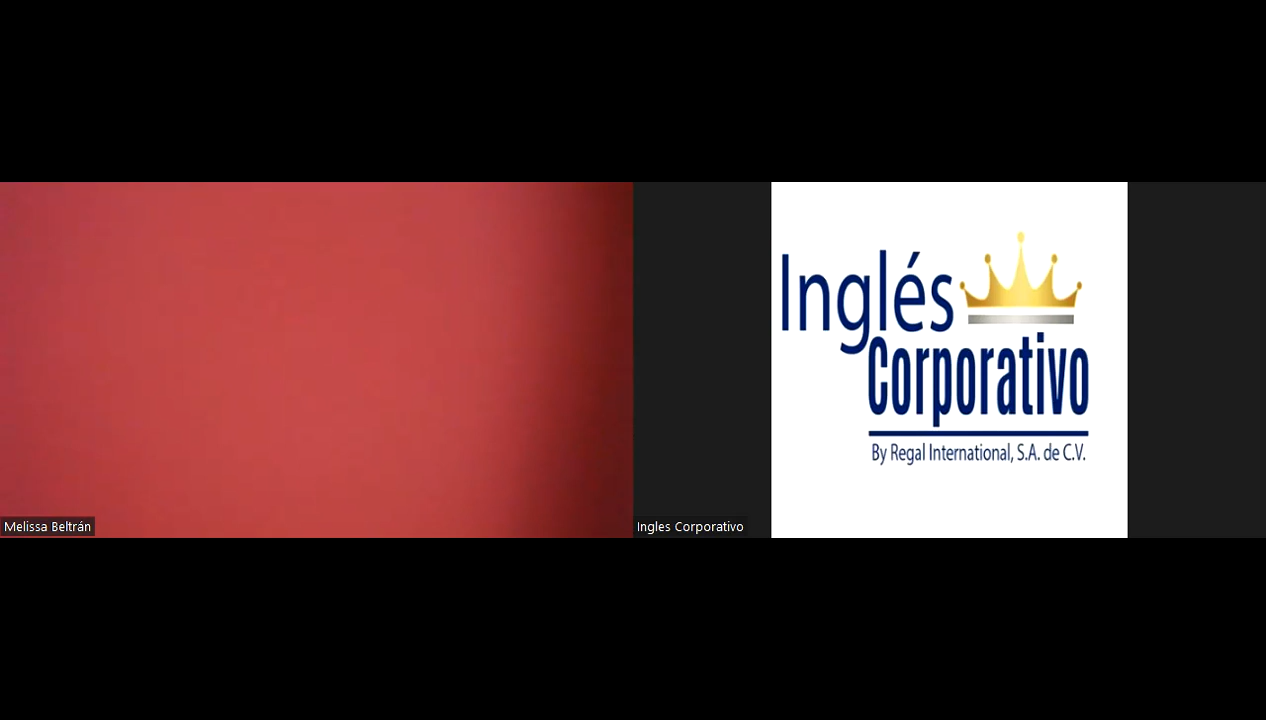 Inglés
Corporativo
By Regal International, S.A. de C.V.
Melissa Beltrán
Ingles Corporativo